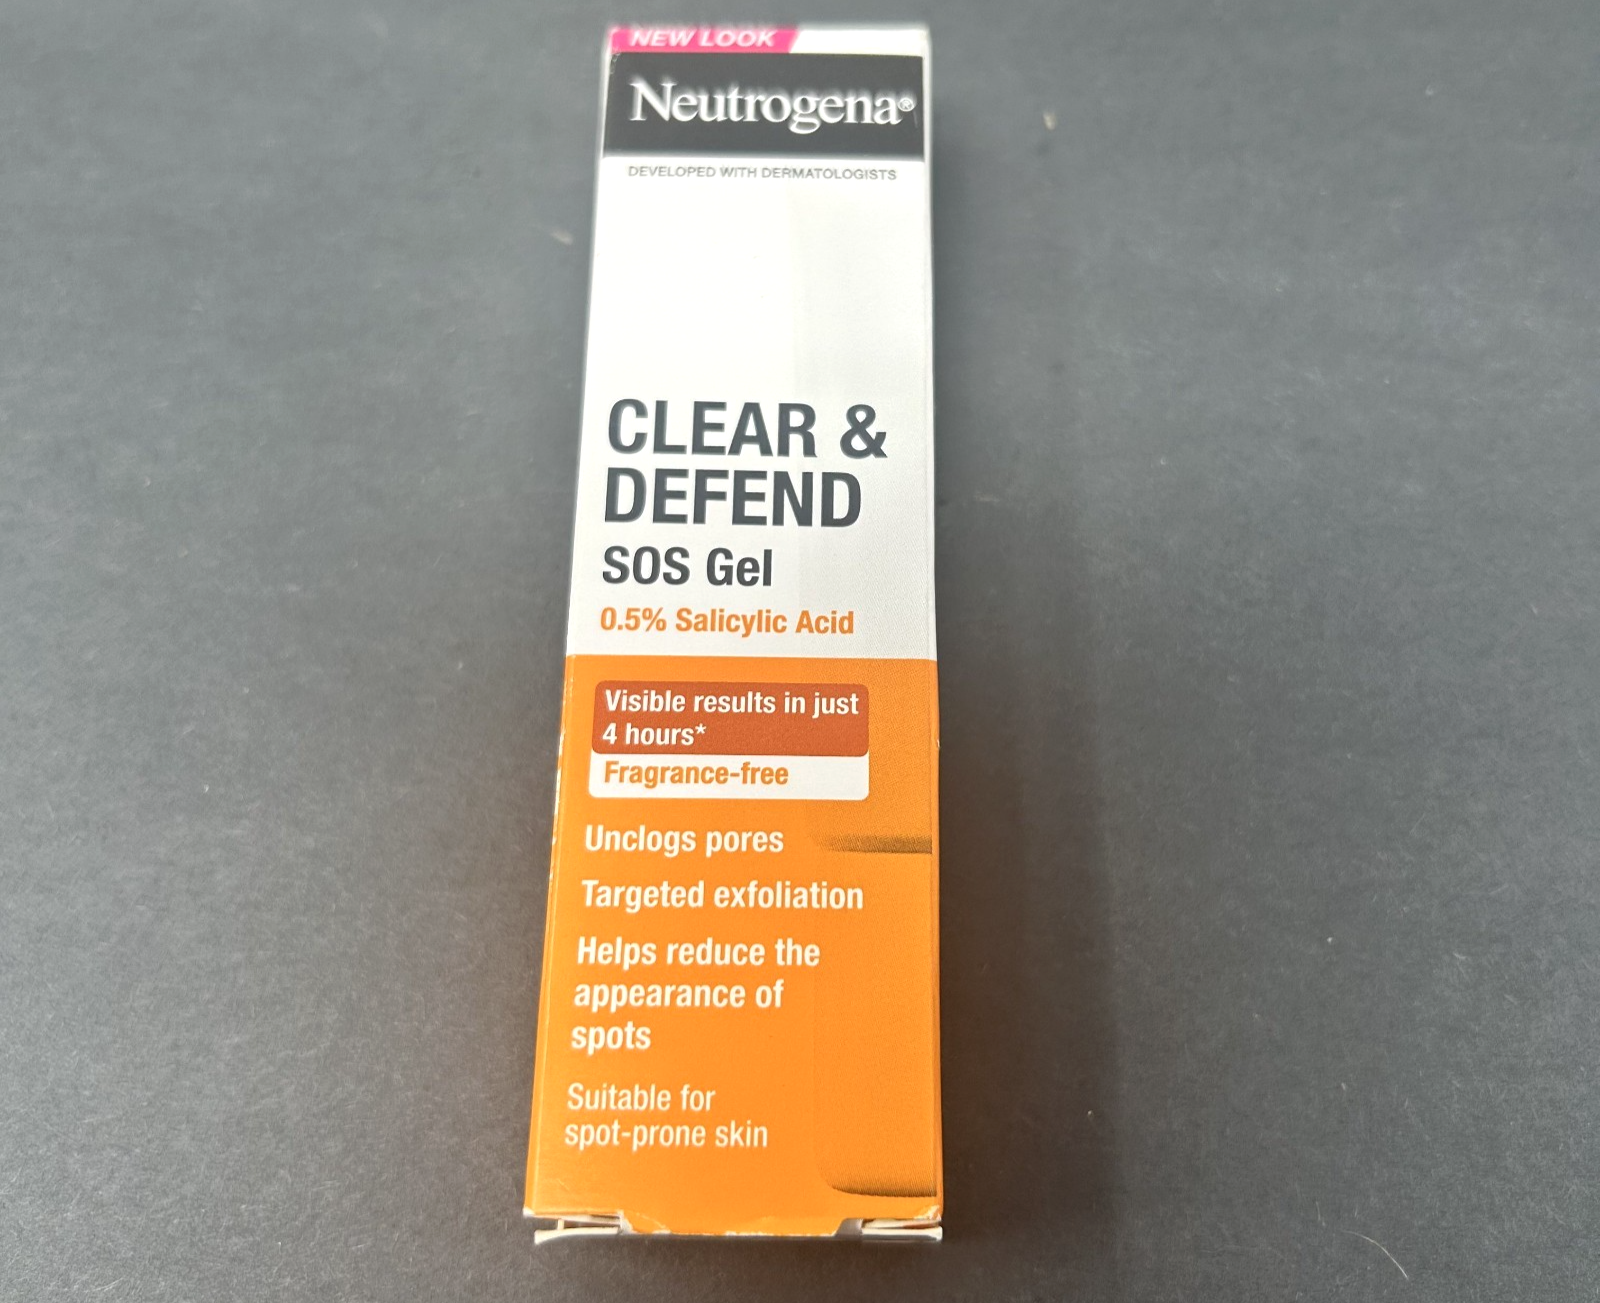 NEW LOOK
Neutrogena®
DEVELOPED WITH DERMATOLOGISTS
CLEAR &
DEFEND
SOS Gel
0.5% Salicylic Acid
Visible results in just
4 hours*
Fragrance-free
Unclogs pores
Targeted exfoliation
Helps reduce the
appearance of
spots
Suitable for
spot-prone skin